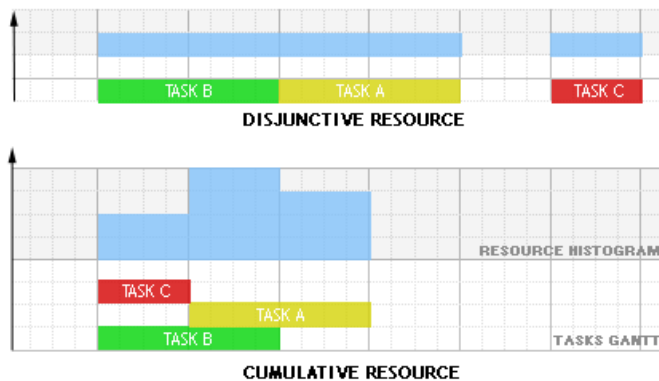 TASK B TASK A TASK C
DISJUNCTIVE RESOURCE
RESOURCE HISTOGRAM
TASK C
TASK A
TASK B
TASKS GANTT
CUMULATIVE RESOURCE